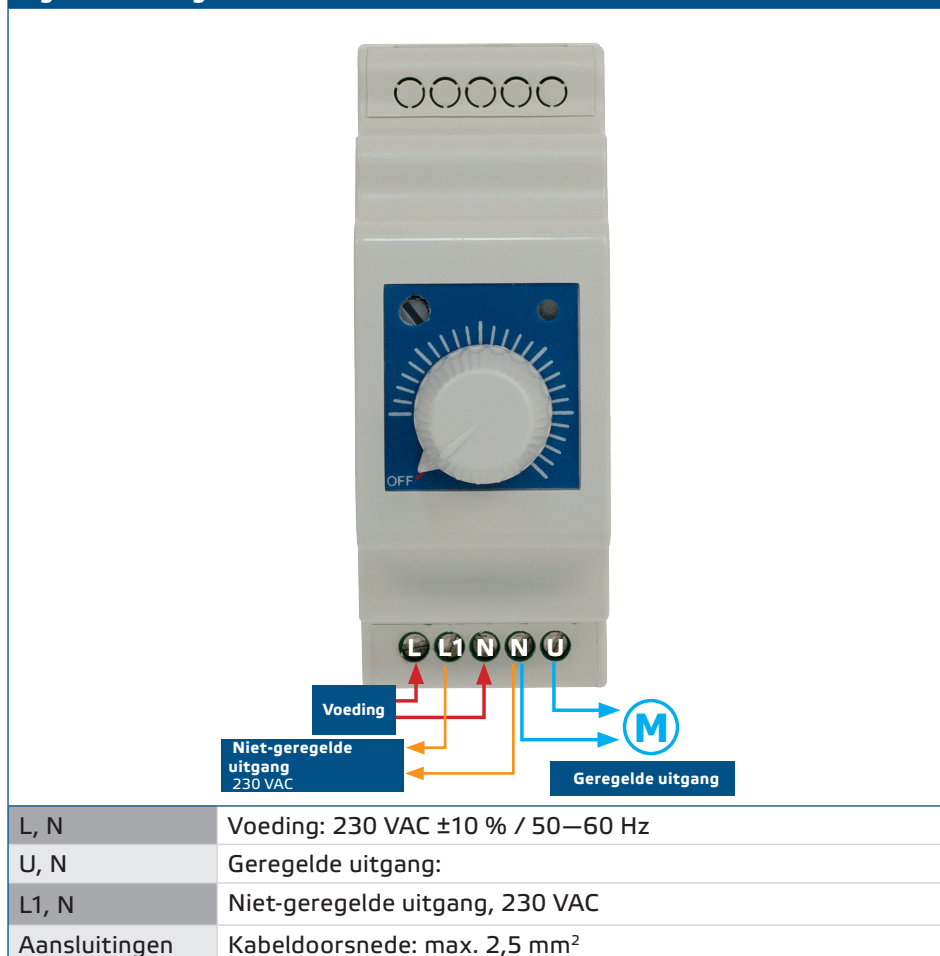 OFF
L L1 N N U
Voeding
M
Niet-geregelde
uitgang
230 VAC
Geregelde uitgang
L, N Voeding: 230 VAC ±10 % / 50—60 Hz
U, N Geregelde uitgang:
L1, N Niet-geregelde uitgang, 230 VAC
Aansluitingen Kabeldoorsnede: max. 2,5 mm²